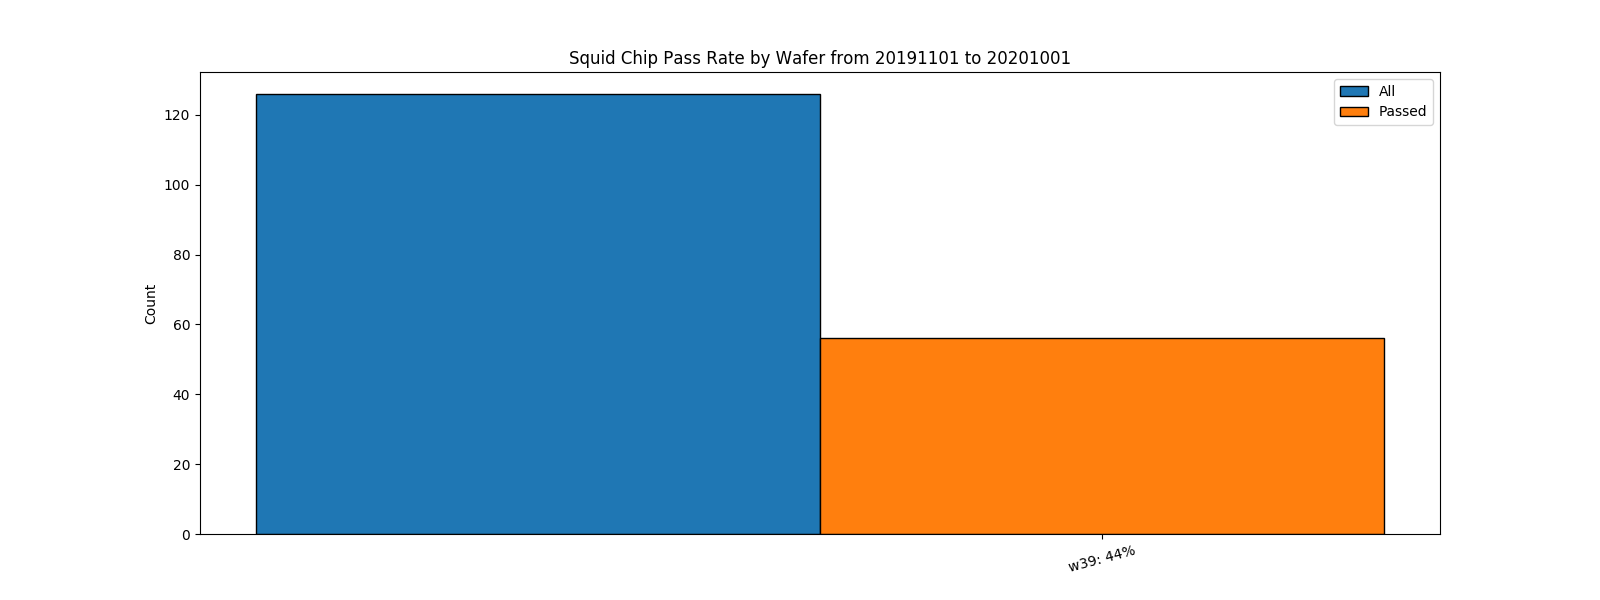 Squid Chip Pass Rate by Wafer from 20191101 to 20201001
All
Passed
120
100
80
60
40
20
0
Count
w39: 44%